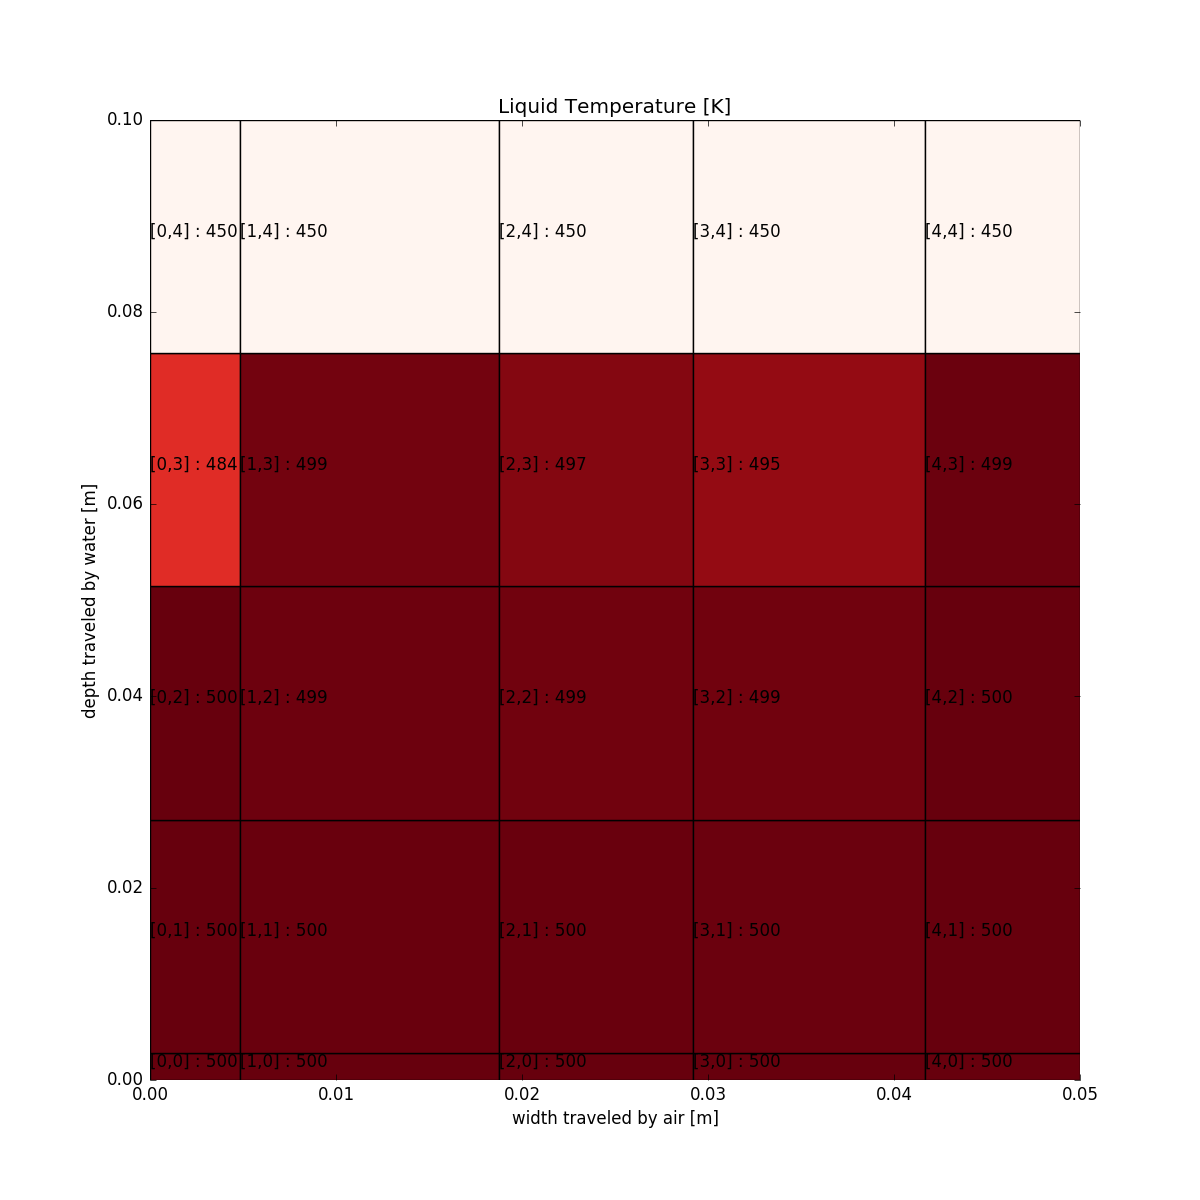 Liquid Temperature [K]
0.10
[0,4] : 450 [1,4] : 450 [2,4] : 450 [3,4] : 450 [4,4] : 450
0.08
[0,3] : 484 [1,3] : 499 [2,3] : 497 [3,3] : 495 [4,3] : 499
0.06
depth traveled by water [m]
0.04 [0,2] : 500 [1,2] : 499 [2,2] : 499 [3,2] : 499 [4,2] : 500
0.02
[0,1] : 500 [1,1] : 500 [2,1] : 500 [3,1] : 500 [4,1] : 500
[0,0] : 500 [1,0] : 500 [2,0] : 500 [3,0] : 500 [4,0] : 500
0.00
0.00 0.01 0.02 0.03 0.04 0.05
width traveled by air [m]